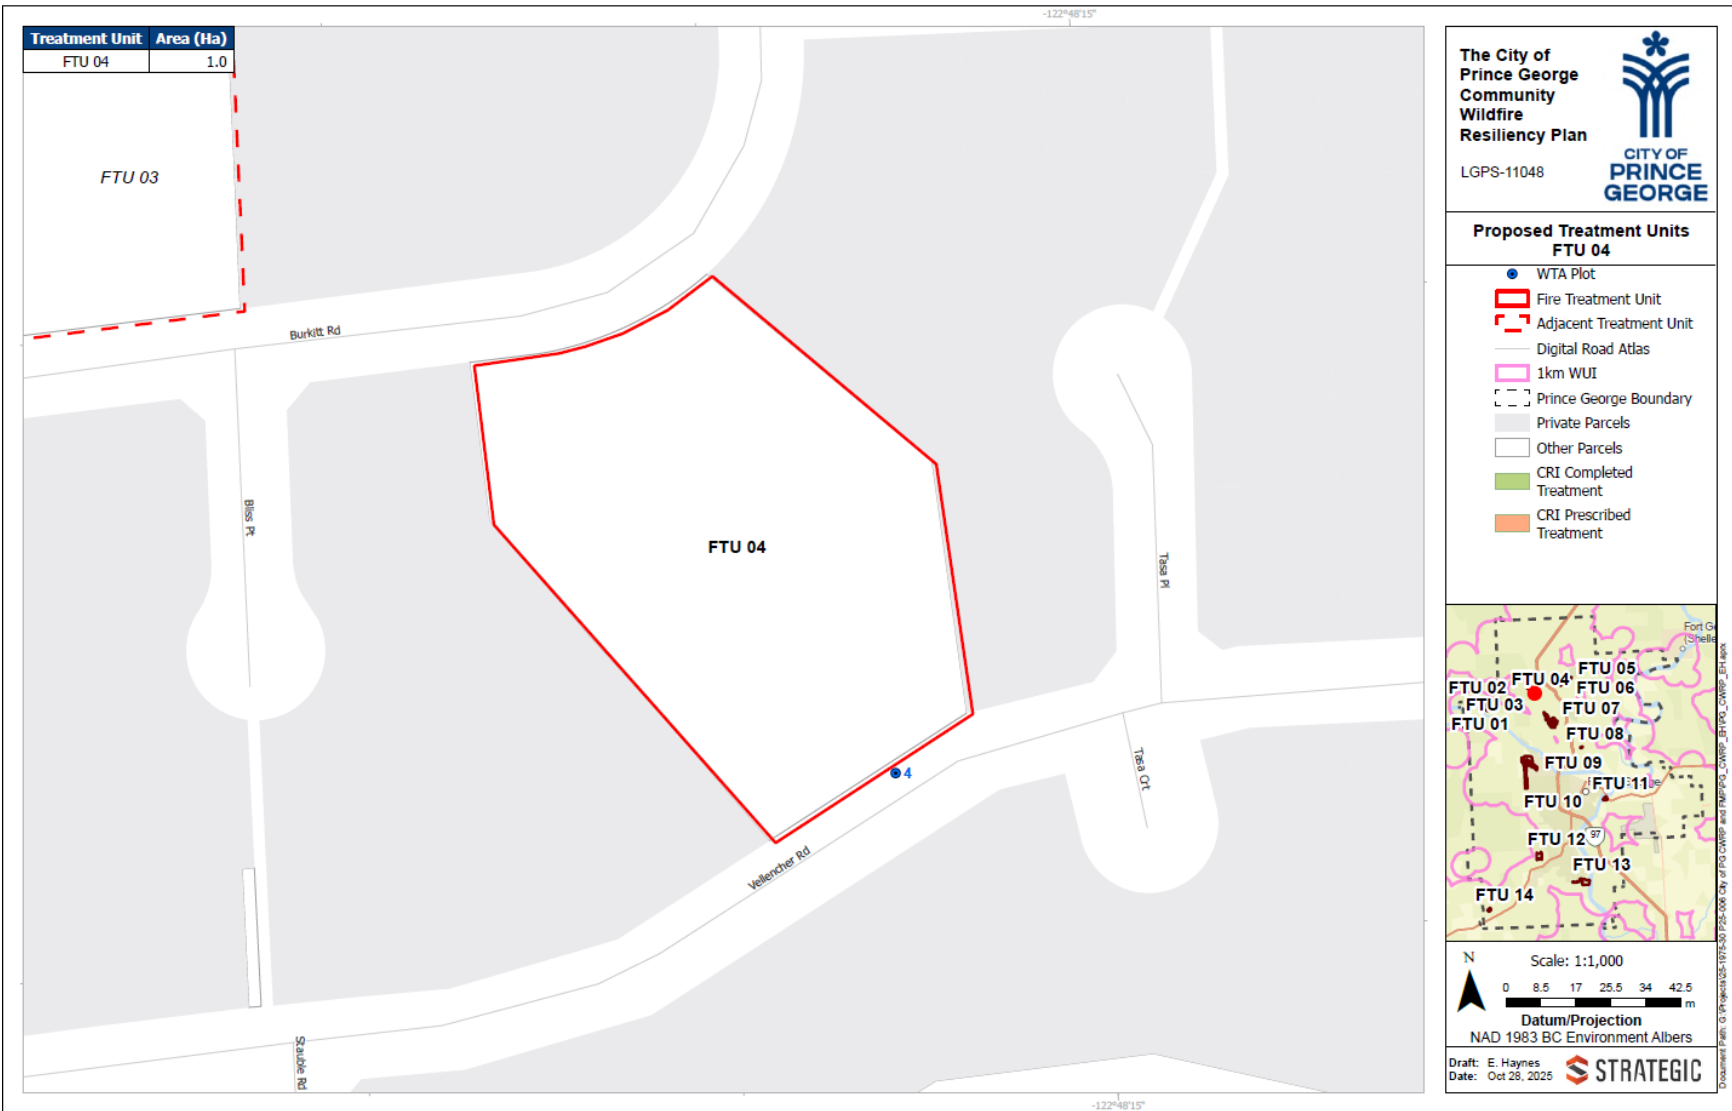 -122°48'15"
Treatment Unit Area (Ha)
FTU 04 1.0
FTU 03
Burkitt Rd
Bliss Pt
FTU 04
Tasa Pl
Tasa Crt
4
Vellencher Rd
Stauble Rd
-122°48'15"
The City of
Prince George
Community
Wildfire
Resiliency Plan
LGPS-11048
CITY OF
PRINCE
GEORGE
Proposed Treatment Units
FTU 04
WTA Plot
Fire Treatment Unit
Adjacent Treatment Unit
Digital Road Atlas
1km WUI
Prince George Boundary
Private Parcels
Other Parcels
CRI Completed
Treatment
CRI Prescribed
Treatment
Fort Ge
(Shelle
FTU 05
FTU 04
FTU 02
FTU 06
FTU 03
FTU 07
FTU 01
FTU 08
FTU 09
FTU 11
FTU 10
FTU 12
97
FTU 13
FTU 14
N
Scale: 1:1,000
0 8.5 17 25.5 34 42.5
m
Datum/Projection
NAD 1983 BC Environment Albers
Draft: E. Haynes
Date: Oct 28, 2025
STRATEGIC